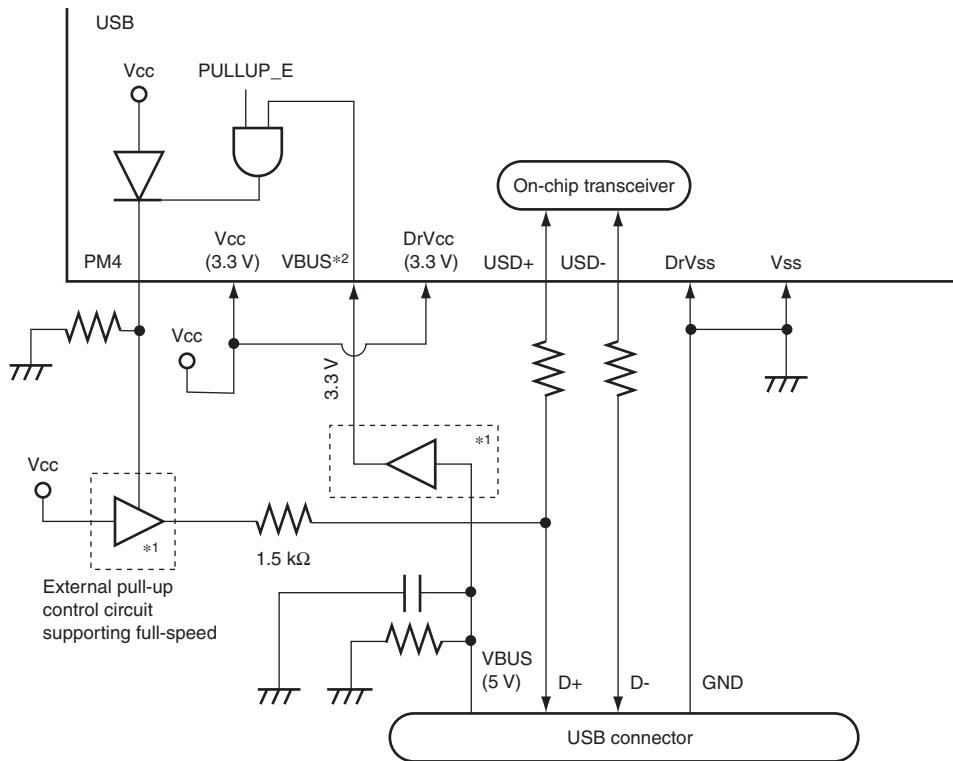 USB
Vcc
PULLUP_E
On-chip transceiver
PM4
Vcc
(3.3 V)
VBUS*2
DrVcc
(3.3 V)
USD+
USD-
DrVss
Vss
Vcc
3.3 V
*1
Vcc
*1
1.5 kΩ
External pull-up
control circuit
supporting full-speed
VBUS
(5 V)
D+
D-
GND
USB connector